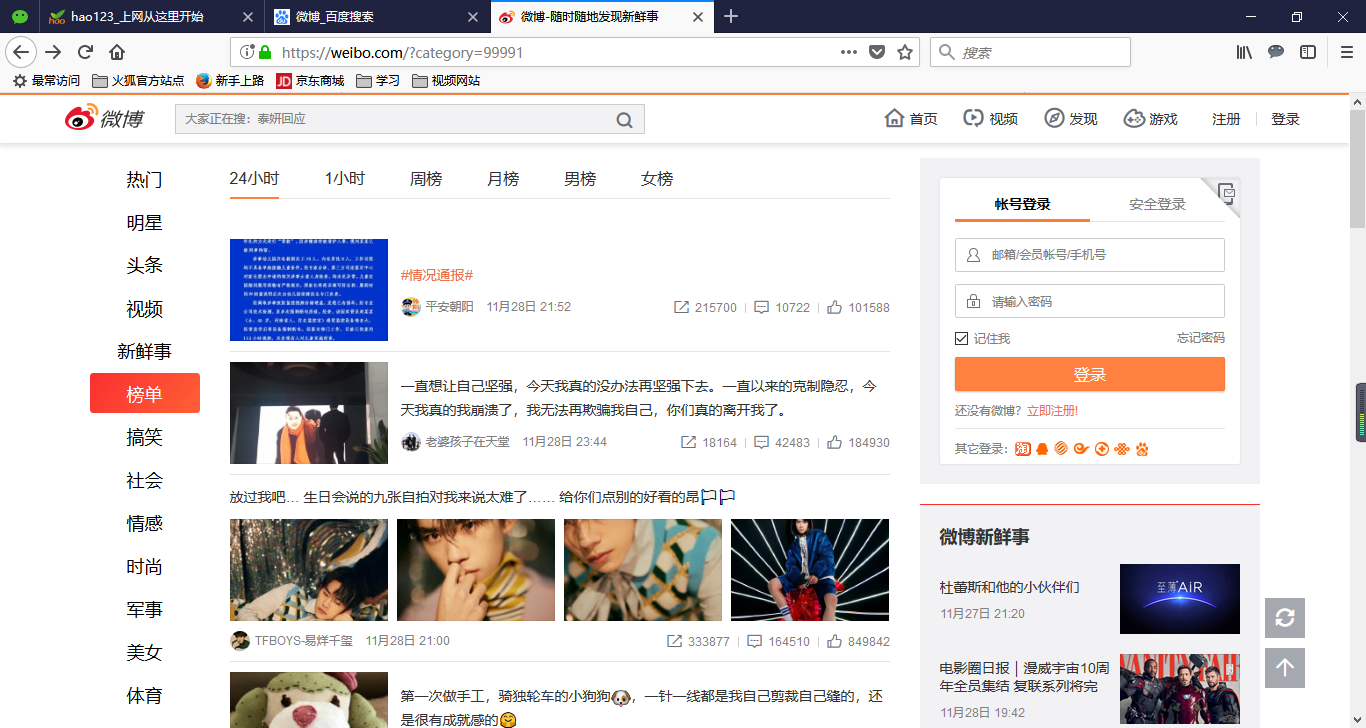 hao123_上网从这里开始
微博_百度搜索
微博-随时随地发现新鲜事
https://weibo.com/?category=99991
搜索
最常访问 火狐官方站点 新手上路 JD 京东商城 学习 视频网站
微博
大家正在搜：泰妍回应
首页 视频 发现 游戏 注册 登录
热门
明星
头条
视频
新鲜事
榜单
搞笑
社会
情感
时尚
军事
美女
体育
24小时 1小时 周榜 月榜 男榜 女榜
#情况通报#
平安朝阳 11月28日 21:52 215700 10722 101588
一直想让自己坚强，今天我真的没办法再坚强下去。一直以来的克制隐忍，今
天我真的我崩溃了，我无法再欺骗我自己，你们真的离开我了。
老婆孩子在天堂 11月28日 23:44 18164 42483 184930
放过我吧... 生日会说的九张自拍对我来说太难了…… 给你们点别的好看的昂
TFBOYS-易烊千玺 11月28日 21:00 333877 164510 849842
第一次做手工，骑独轮车的小狗狗，一针一线都是我自己剪裁自己缝的，还
是很有成就感的
帐号登录 安全登录
邮箱/会员帐号/手机号
请输入密码
记住我 忘记密码
登录
还没有微博？立即注册!
其它登录：
微博新鲜事
杜蕾斯和他的小伙伴们
11月27日 21:20
至薄 AiR
电影圈日报｜漫威宇宙10周
年全员集结 复联系列将完
11月28日 19:42